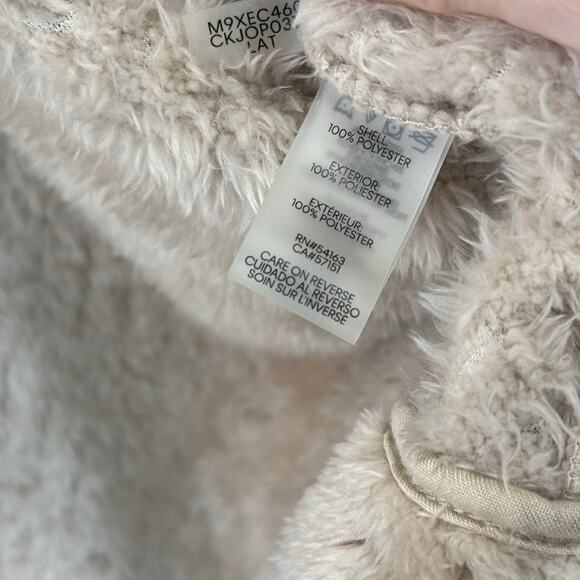 M9XEC460
CKJOP03
LAT
SHELL:
100% POLYESTER
EXTERIOR:
100% POLIESTER
EXTÉRIEUR:
100% POLYESTER
RN#54163
CA#57151
CARE ON REVERSE
CUIDADO AL REVERSO
SOIN SUR L'INVERSE